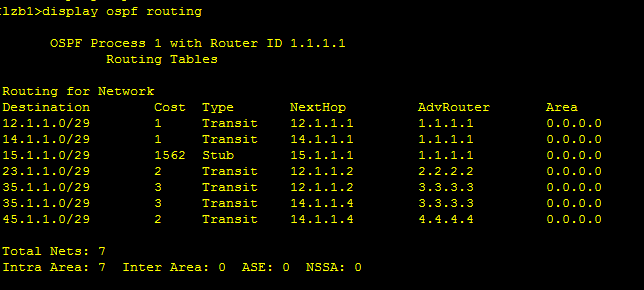 [lzb1>display ospf routing
OSPF Process 1 with Router ID 1.1.1.1
Routing Tables
Routing for Network
Destination Cost Type NextHop AdvRouter Area
12.1.1.0/29 1 Transit 12.1.1.1 1.1.1.1 0.0.0.0
14.1.1.0/29 1 Transit 14.1.1.1 1.1.1.1 0.0.0.0
15.1.1.0/29 1562 Stub 15.1.1.1 1.1.1.1 0.0.0.0
23.1.1.0/29 2 Transit 12.1.1.2 2.2.2.2 0.0.0.0
35.1.1.0/29 3 Transit 12.1.1.2 3.3.3.3 0.0.0.0
35.1.1.0/29 3 Transit 14.1.1.4 3.3.3.3 0.0.0.0
45.1.1.0/29 2 Transit 14.1.1.4 4.4.4.4 0.0.0.0
Total Nets: 7
Intra Area: 7 Inter Area: 0 ASE: 0 NSSA: 0